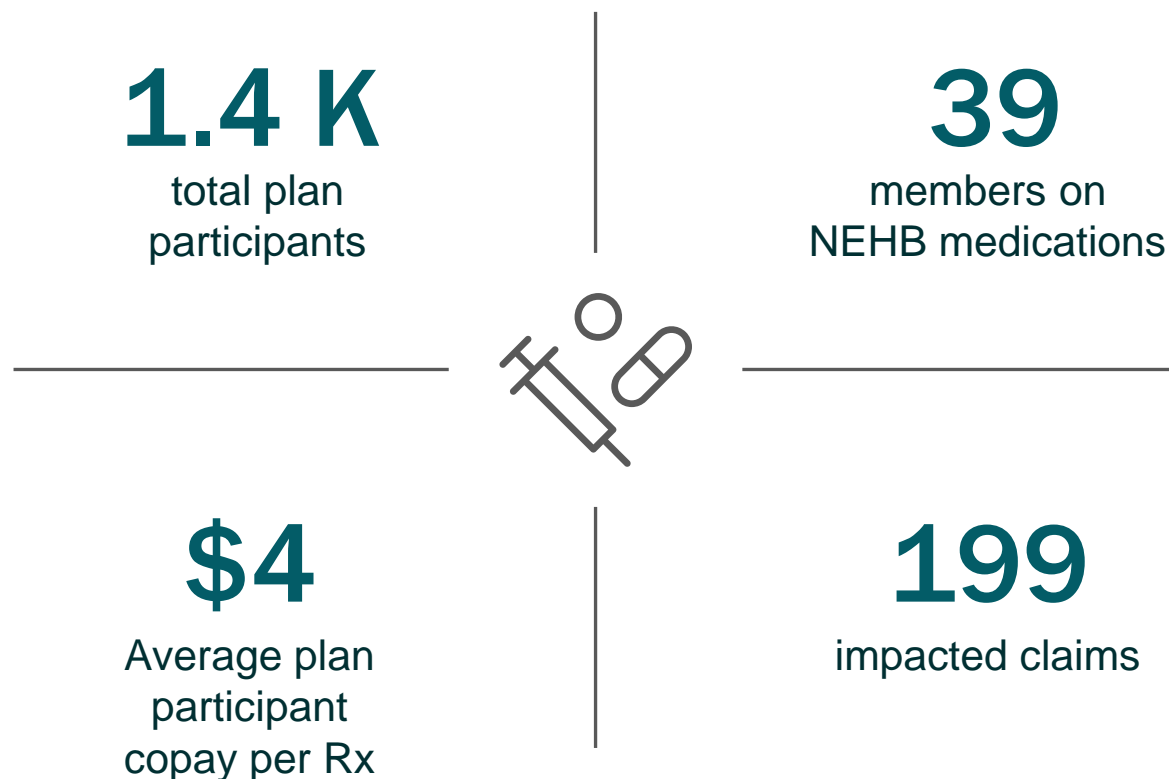 1.4 K
total plan
participants
39
members on
NEHB medications
$4
Average plan
participant
copay per Rx
199
impacted claims